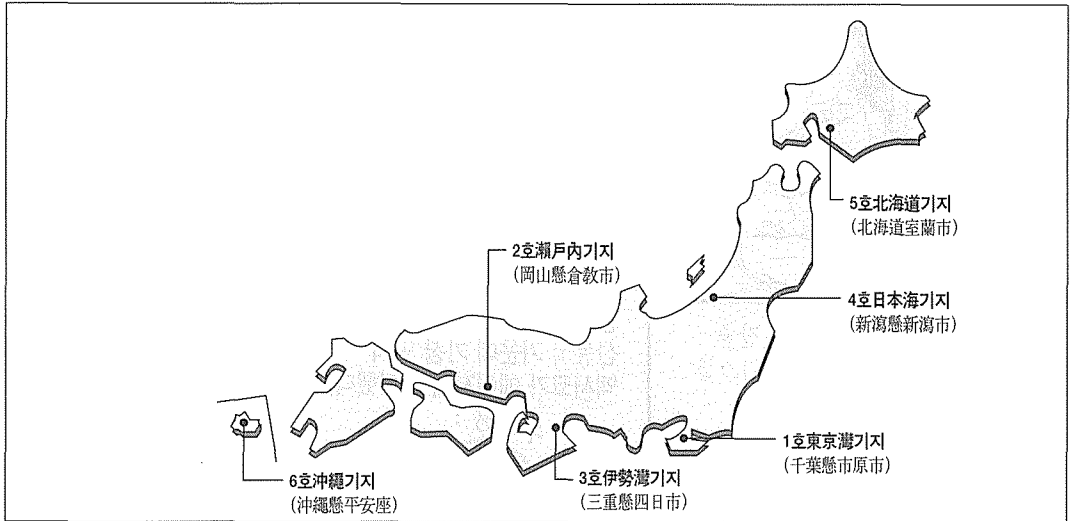 5호北海道기지
(北海道室蘭市)
2호瀨戶內기지
(岡山懸倉敎市)
4호日本海기지
(新瀉懸新瀉市)
1호東京灣기지
(千葉懸市原市)
3호伊勢灣기지
(三重懸四日市)
6호沖繩기지
(沖繩懸平安座)